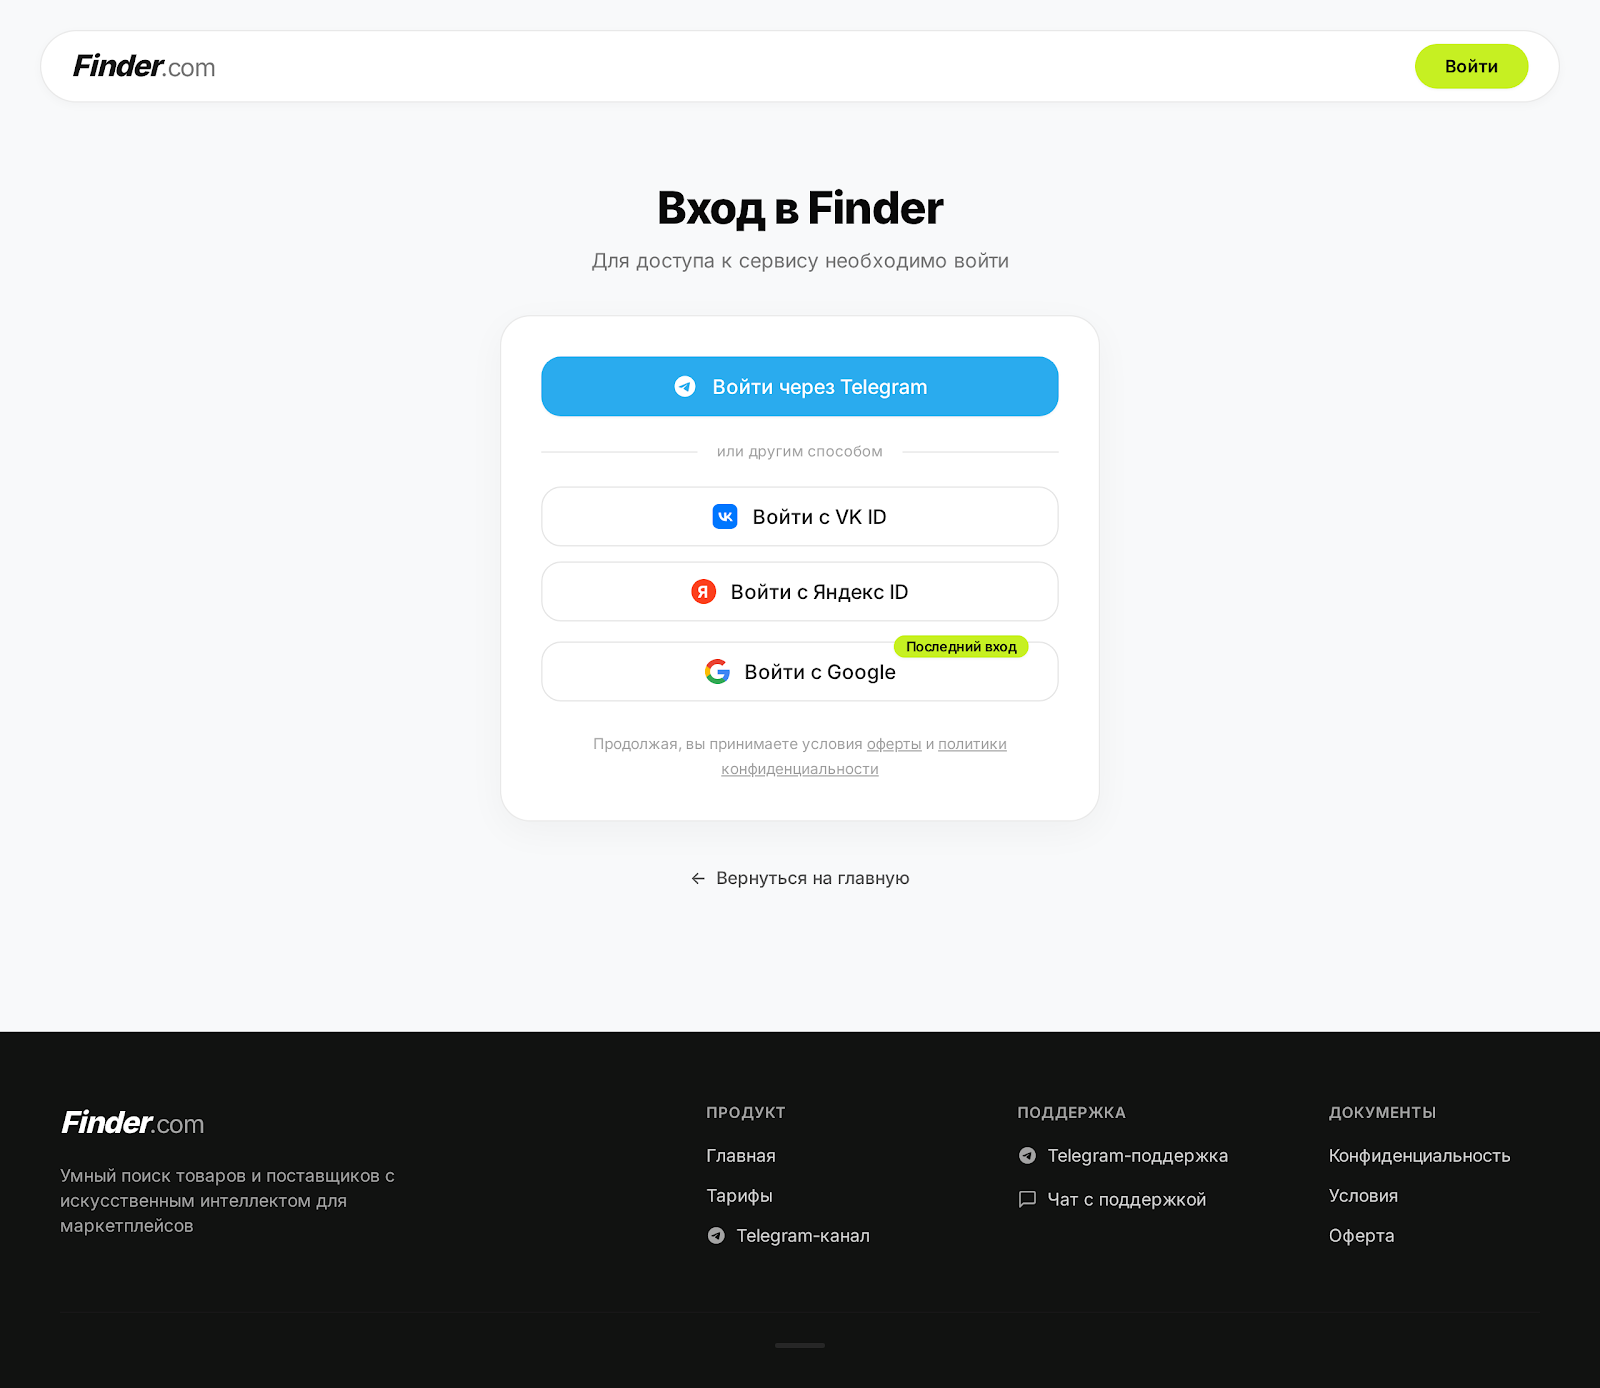 Finder.com
Войти
Вход в Finder
Для доступа к сервису необходимо войти
Войти через Telegram
или другим способом
Войти с VK ID
Войти с Яндекс ID
Последний вход
Войти с Google
Продолжая, вы принимаете условия оферты и политики
конфиденциальности
← Вернуться на главную
Finder.com
Умный поиск товаров и поставщиков с
искусственным интеллектом для
маркетплейсов
ПРОДУКТ
Главная
Тарифы
Telegram-канал
ПОДДЕРЖКА
Telegram-поддержка
Чат с поддержкой
ДОКУМЕНТЫ
Конфиденциальность
Условия
Оферта